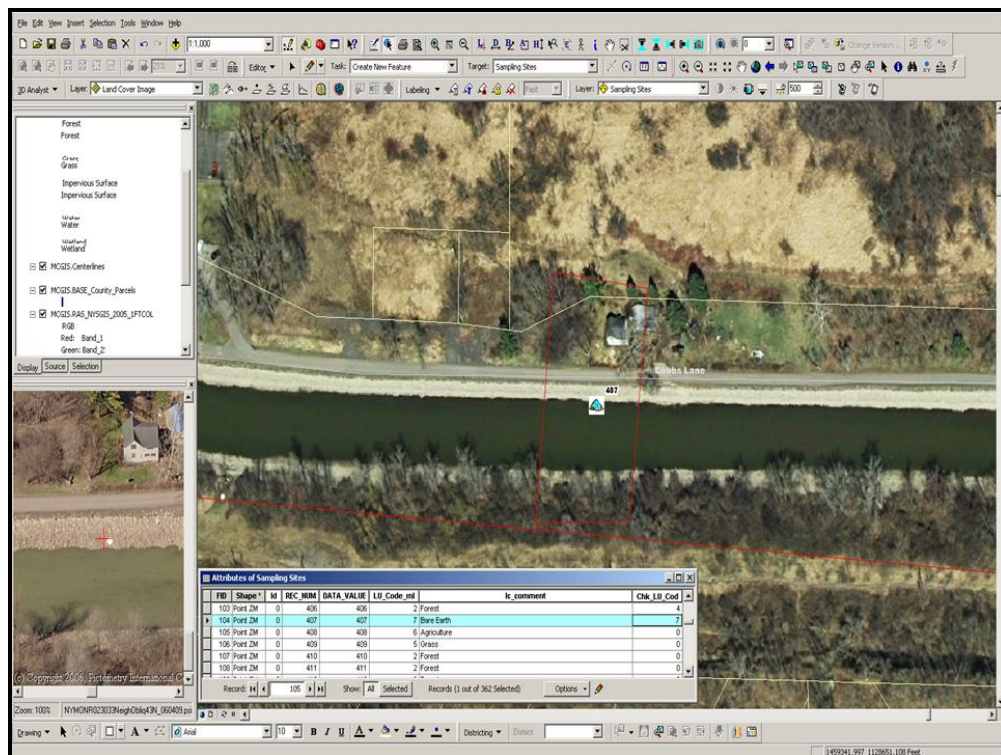 File Edit View Insert Selection Tools Window Help
1:1,000
0
Change Version...
Editor
Task: Create New Feature
Target: Sampling Sites
3D Analyst
Layer: Land Cover Image
Labeling
Fast
Layer: Sampling Sites
500
Forest
Forest
Grass
Grass
Impervious Surface
Impervious Surface
Water
Water
Wetland
Wetland
MCGIS.Centerlines
MCGIS.BASE_County_Parcels
MCGIS.RAS_NYSGIS_2005_1FTCOL
RGB
Red: Band_1
Green: Band_2
Display Source Selection
Cobbs Lane
407
(c) Copyright 2006, Pictometry International C
Zoom: 100% NYMONR023033NeighObliq43N_060409.psi
Attributes of Sampling Sites
FID Shape * Id REC_NUM DATA_VALUE LU_Code_ml lc_comment Chk_LU_Cod
103 Point ZM 0 406 406 2 Forest 4
104 Point ZM 0 407 407 7 Bare Earth 7
105 Point ZM 0 408 408 6 Agriculture 0
106 Point ZM 0 409 409 5 Grass 0
107 Point ZM 0 410 410 2 Forest 0
108 Point ZM 0 411 411 2 Forest 0
Record: 105 Show: All Selected Records (1 out of 362 Selected) Options
Drawing A Arial 10 B I U A Districting District:
1459341.997 1128651.108 Feet